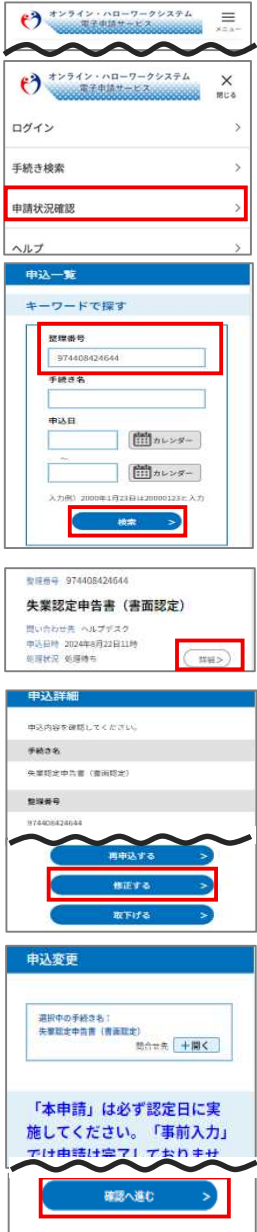 オンライン・ハローワークシステム
電子申請サービス
メニュー
オンライン・ハローワークシステム
電子申請サービス
閉じる
ログイン
>
手続き検索
>
申請状況確認
>
ヘルプ
>
申込一覧
キーワードで探す
整理番号
974408424644
手続き名
申込日
カレンダー
～
カレンダー
入力例）2000年1月23日は20000123と入力
検索 >
整理番号 974408424644
失業認定申告書（書面認定）
問い合わせ先 ヘルプデスク
申込日時 2024年8月22日11時
処理状況 処理待ち
詳細>
申込詳細
申込内容を確認してください。
手続き名
失業認定申告書（書面認定）
整理番号
974408424644
再申込する >
修正する >
取下げる >
申込変更
選択中の手続き名：
失業認定申告書（書面認定）
問合せ先 ＋開く
「本申請」は必ず認定日に実
施してください。「事前入力」
では申請は完了しておりませ
確認へ進む >